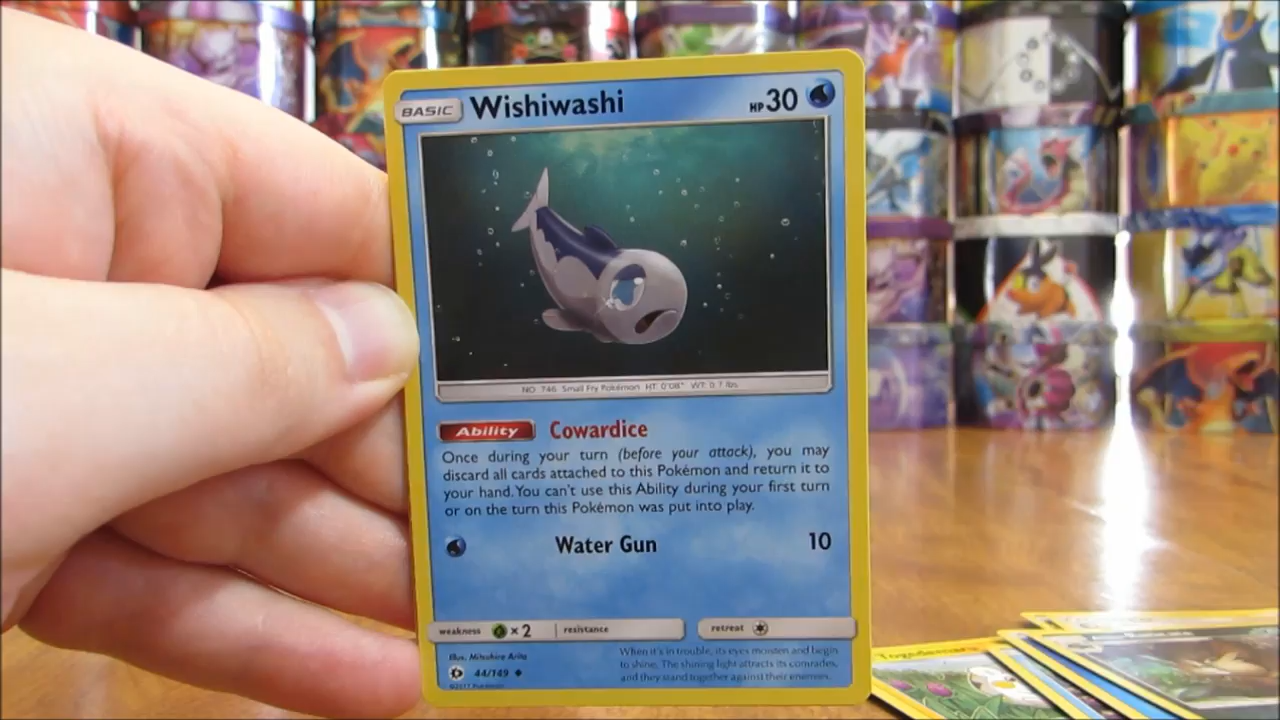 BASIC Wishiwashi HP 30
NO. 746 Small Fry Pokémon HT: 0'08" WT: 0.7 lbs
Ability Cowardice
Once during your turn (before your attack), you may
discard all cards attached to this Pokémon and return it to
your hand. You can't use this Ability during your first turn
or on the turn this Pokémon was put into play.
Water Gun 10
weakness × 2 resistance retreat
Illus. Mitsuhiro Arita
44/149
©2017 Pokémon
When it's in trouble, its eyes moisten and begin
to shine. The shining light attracts its comrades,
and they stand together against their enemies.